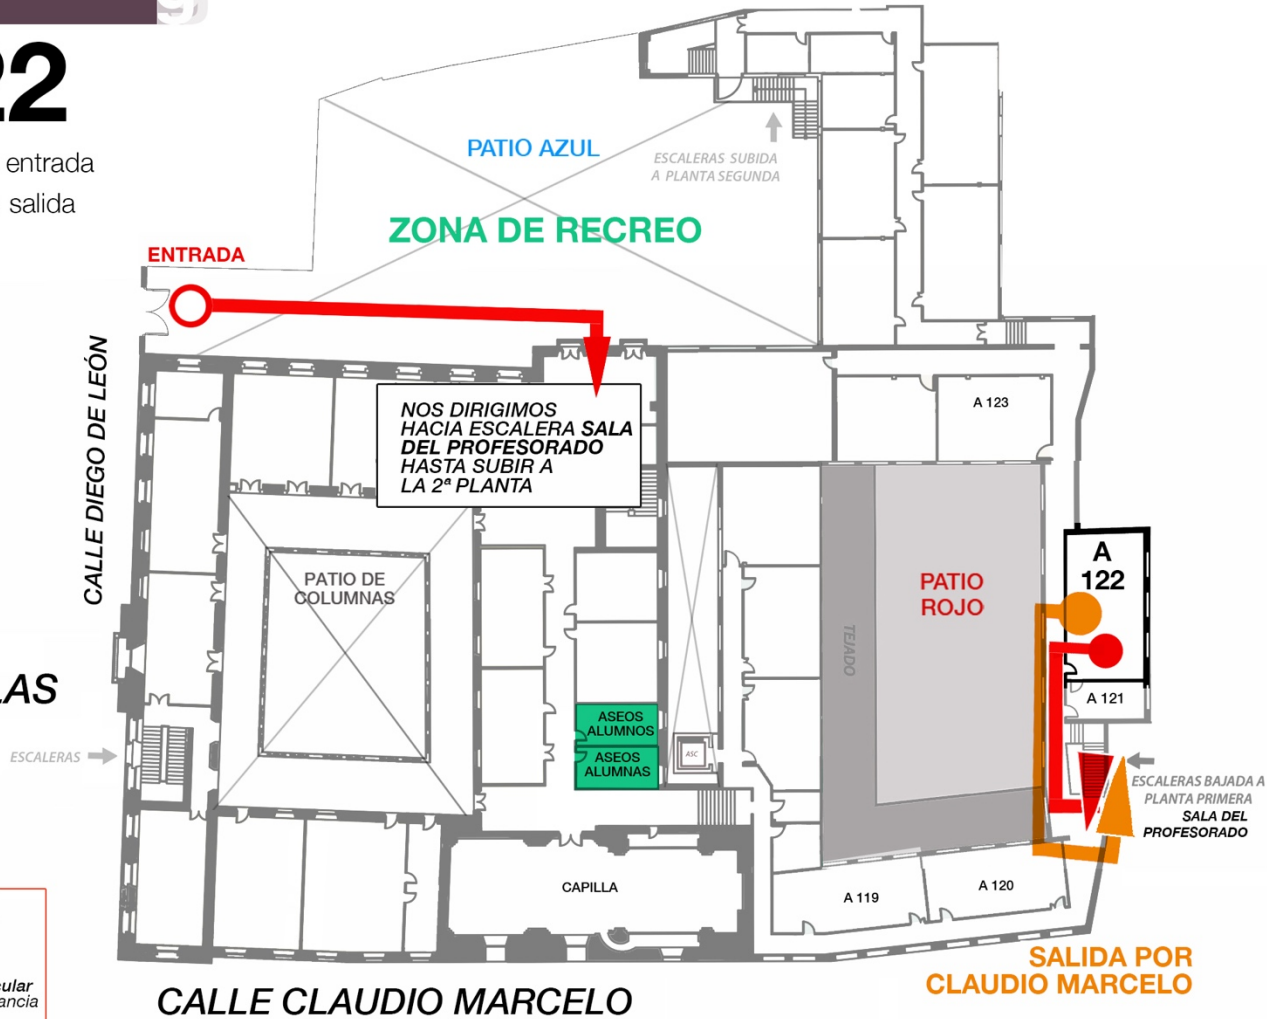 22
entrada
salida
PATIO AZUL
ESCALERAS SUBIDA
A PLANTA SEGUNDA
ZONA DE RECREO
ENTRADA
CALLE DIEGO DE LEÓN
NOS DIRIGIMOS
HACIA ESCALERA SALA
DEL PROFESORADO
HASTA SUBIR A
LA 2ª PLANTA
A 123
PATIO DE
COLUMNAS
PATIO
ROJO
TEJADO
A
122
A 121
LAS
ESCALERAS
ASEOS
ALUMNOS
ASEOS
ALUMNAS
ASC
ESCALERAS BAJADA A
PLANTA PRIMERA
SALA DEL
PROFESORADO
CAPILLA
A 119
A 120
SALIDA POR
CLAUDIO MARCELO
CALLE CLAUDIO MARCELO
cular
ancia